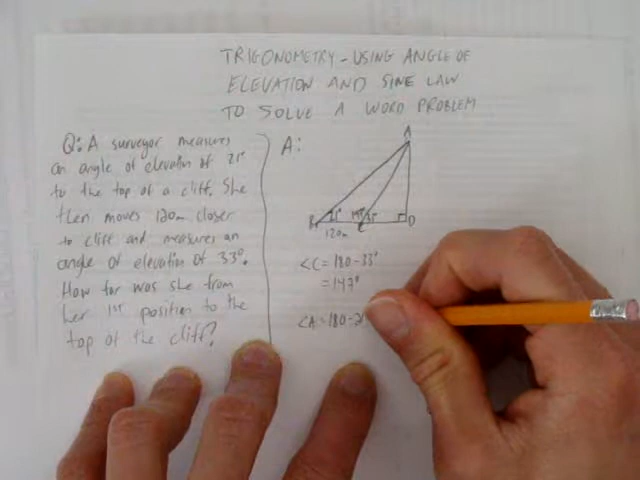 TRIGONOMETRY - USING ANGLE OF
ELEVATION AND SINE LAW
TO SOLVE A WORD PROBLEM
Q: A surveyor measures
an angle of elevation of 21°
to the top of a cliff. She
then moves 120m closer
to cliff and measures an
angle of elevation of 33°.
How far was she from
her 1st position to the
top of the cliff?
A:
A
B 21° 147° 33° D
C
120m
<C = 180-33°
= 147°
<A = 180-2